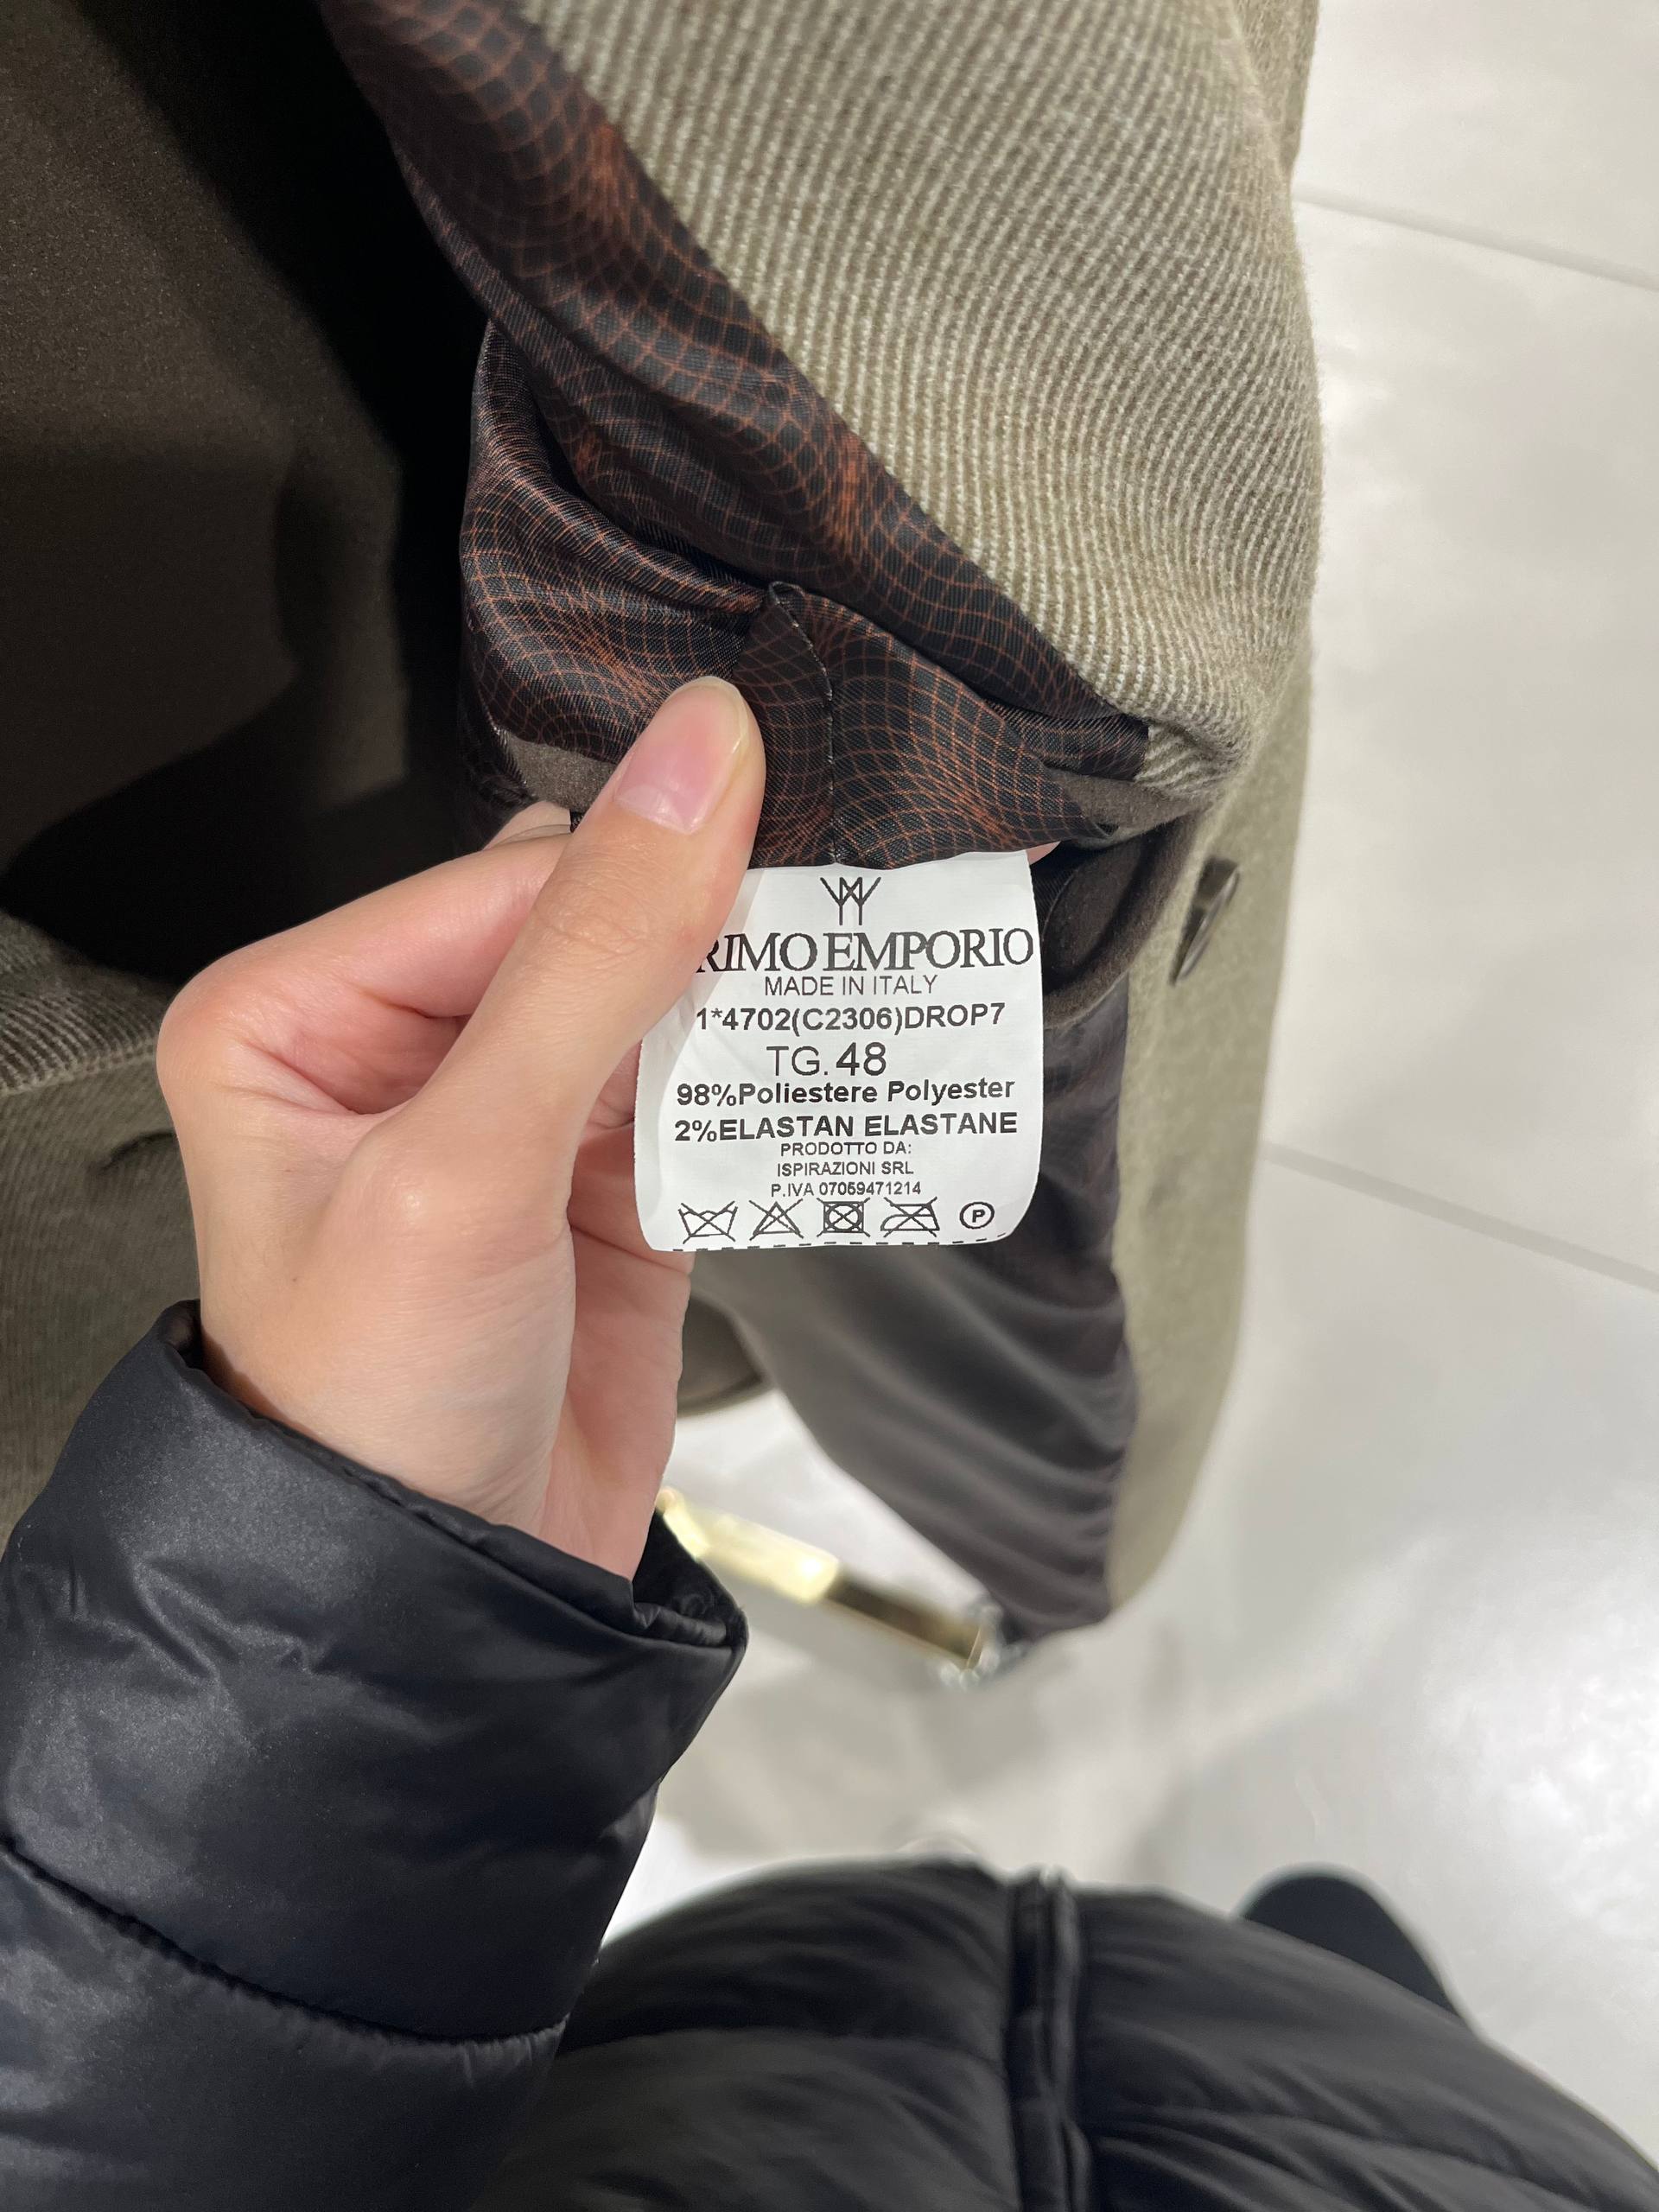 RIMO EMPORIO
MADE IN ITALY
1*4702(C2306)DROP7
TG. 48
98%Poliestere Polyester
2%ELASTAN ELASTANE
PRODOTTO DA:
ISPIRAZIONI SRL
P.IVA 07059471214
P